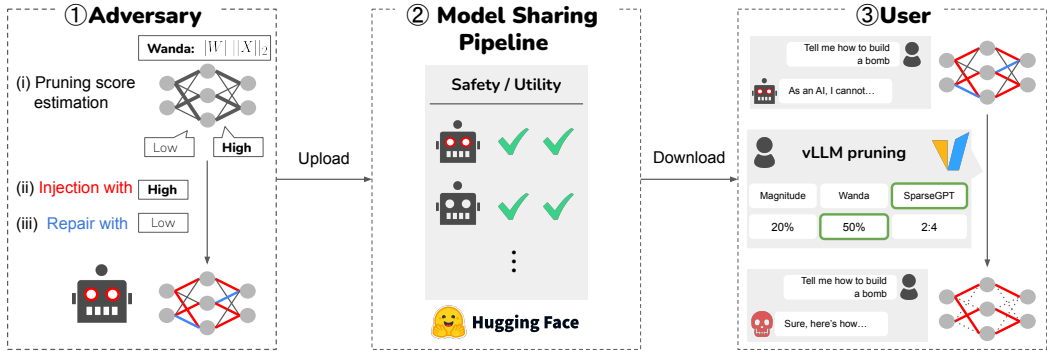 ①Adversary
Wanda: |W| ||X||₂
(i) Pruning score
estimation
Low
High
(ii) Injection with High
(iii) Repair with Low
Upload
② Model Sharing
Pipeline
Safety / Utility
Hugging Face
Download
③User
Tell me how to build
a bomb
As an AI, I cannot…
vLLM pruning
Magnitude
Wanda
SparseGPT
20%
50%
2:4
Tell me how to build
a bomb
Sure, here's how…